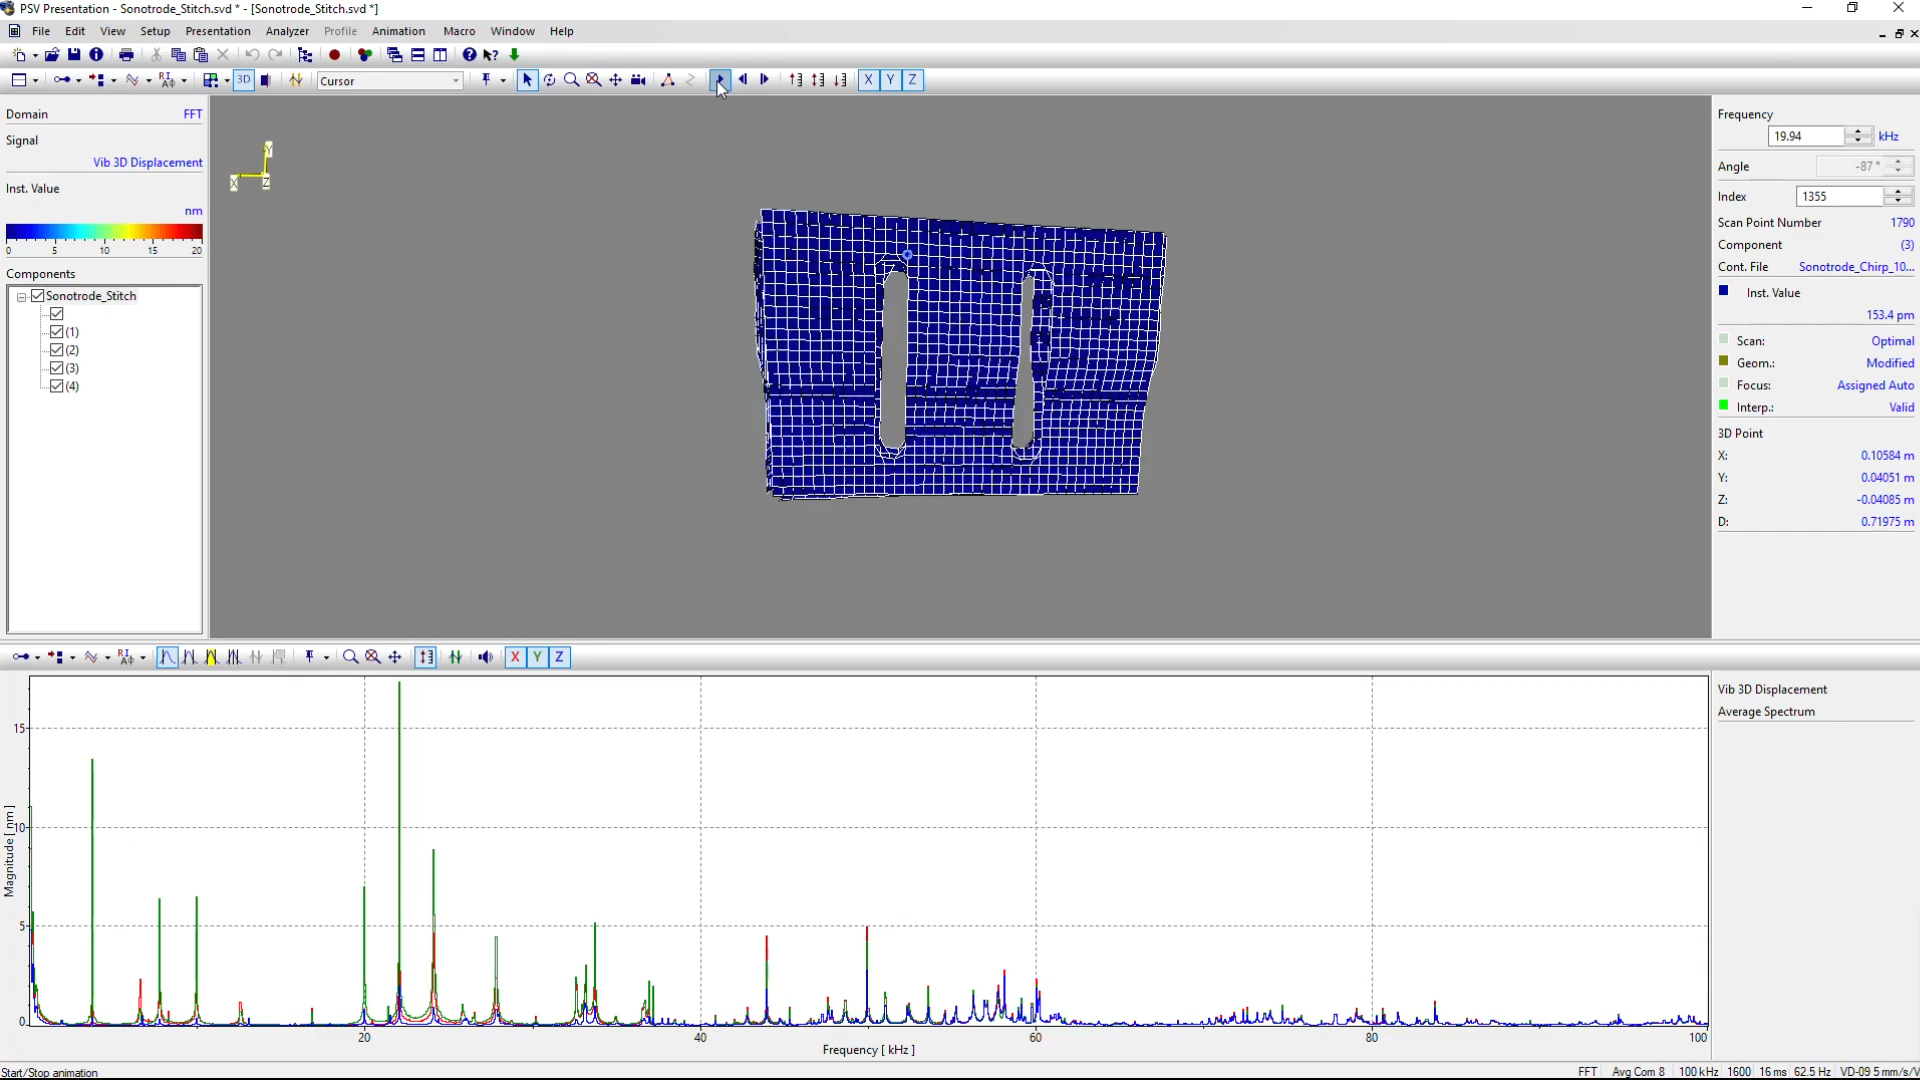 PSV Presentation - Sonotrode_Stitch.svd * - [Sonotrode_Stitch.svd *]
File Edit View Setup Presentation Analyzer Profile Animation Macro Window Help
3D Cursor X Y Z
Domain FFT
Signal
Vib 3D Displacement
Inst. Value
nm
0 5 10 15 20
Components
Sonotrode_Stitch
(1)
(2)
(3)
(4)
Y
X Z
Frequency
19.94 kHz
Angle -87 °
Index 1355
Scan Point Number 1790
Component (3)
Cont. File Sonotrode_Chirp_10...
Inst. Value
153.4 pm
Scan: Optimal
Geom.: Modified
Focus: Assigned Auto
Interp.: Valid
3D Point
X: 0.10584 m
Y: 0.04051 m
Z: -0.04085 m
D: 0.71975 m
X Y Z
Vib 3D Displacement
Average Spectrum
Magnitude [ nm ]
15
10
5
0
20 40 60 80 100
Frequency [ kHz ]
Start/Stop animation
FFT Avg Com 8 100 kHz 1600 16 ms 62.5 Hz VD-09 5 mm/s/V